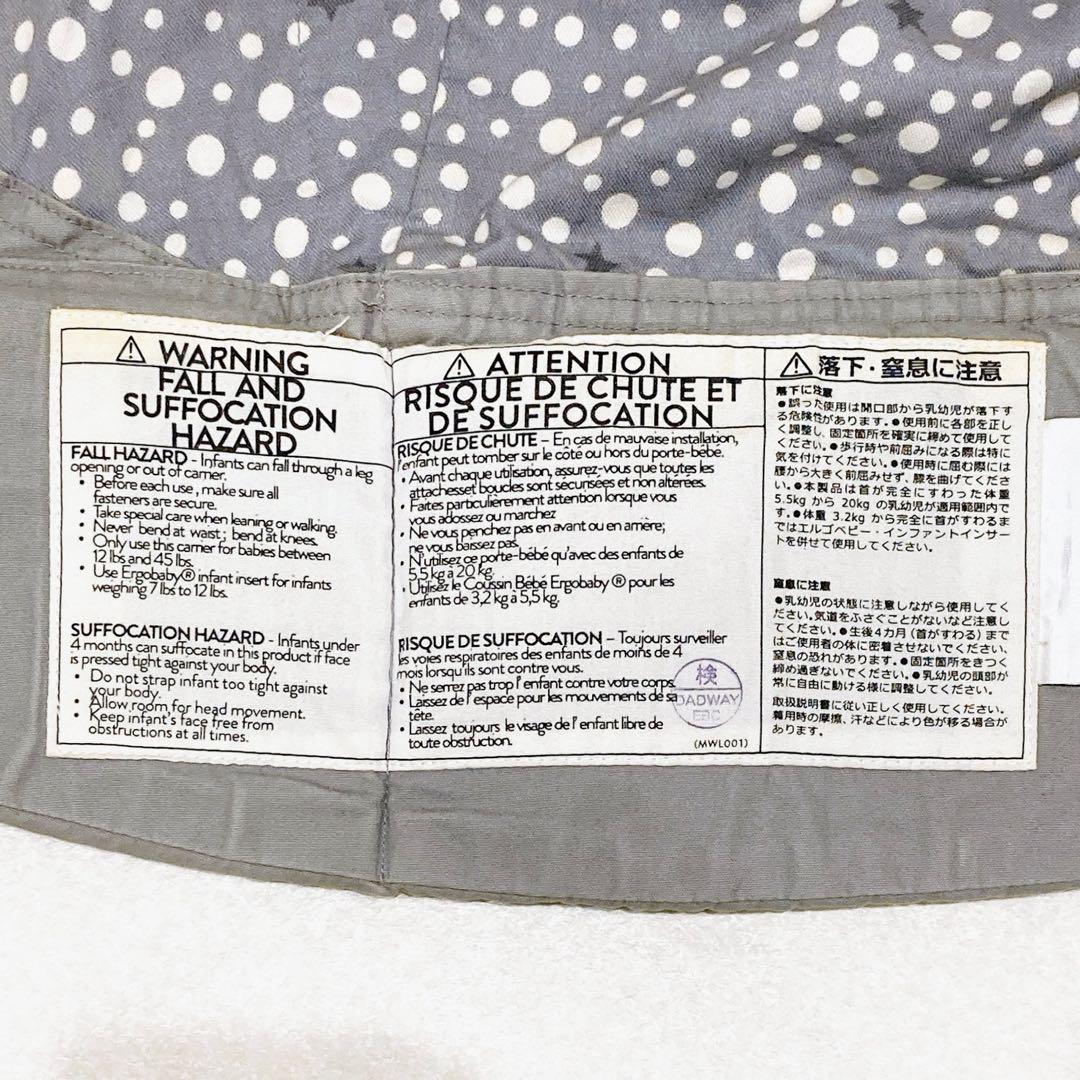 ⚠ WARNING
FALL AND
SUFFOCATION
HAZARD
FALL HAZARD - Infants can fall through a leg
opening or out of carrier.
• Before each use , make sure all
fasteners are secure.
• Take special care when leaning or walking.
• Never bend at waist ; bend at knees.
• Only use this carrier for babies between
12 lbs and 45 lbs.
• Use Ergobaby® infant insert for infants
weighing 7 lbs to 12 lbs.
SUFFOCATION HAZARD - Infants under
4 months can suffocate in this product if face
is pressed tight against your body.
• Do not strap infant too tight against
your body.
• Allow room for head movement.
• Keep infant's face free from
obstructions at all times.
⚠ ATTENTION
RISQUE DE CHUTE ET
DE SUFFOCATION
RISQUE DE CHUTE – En cas de mauvaise installation,
l'enfant peut tomber sur le côté ou hors du porte-bébé.
• Avant chaque utilisation, assurez-vous que toutes les
attachesset boucles sont sécurisées et non altérées.
• Faites particulièrement attention lorsque vous
vous adossez ou marchez
• Ne vous penchez pas en avant ou en arrière;
ne vous baissez pas.
• N'utilisez ce porte-bébé qu'avec des enfants de
5,5 kg à 20 kg.
• Utilisez le Coussin Bébé Ergobaby ® pour les
enfants de 3,2 kg à 5,5 kg.
RISQUE DE SUFFOCATION – Toujours surveiller
les voies respiratoires des enfants de moins de 4
mois lorsqu'ils sont contre vous.
• Ne serrez pas trop l' enfant contre votre corps.
• Laissez de l' espace pour les mouvements de sa
tête.
• Laissez toujours le visage de l' enfant libre de
toute obstruction.
検
DADWAY
EBC
(MWL001)
⚠ 落下・窒息に注意
落下に注意
●誤った使用は開口部から乳幼児が落下す
る危険性があります。●使用前に各部を正し
く調整し、固定箇所を確実に締めて使用して
ください。●歩行時や前屈みになる際は特に
気を付けてください。●使用時に屈む際には
腰から大きく前屈みせず、膝を曲げてくださ
い。●本製品は首が完全にすわった体重
5.5kg から 20kg の乳幼児が適用範囲内で
す。●体重 3.2kg から完全に首がすわるま
ではエルゴベビー・インファントインサー
トを併せて使用してください。
窒息に注意
●乳幼児の状態に注意しながら使用してく
ださい。気道をふさぐことがないなど注意し
てください。●生後4カ月（首がすわる）まで
はご使用者の体に密着させないでください、
窒息の恐れがあります。●固定箇所をきつく
締め過ぎないでください。●乳幼児の頭部が
常に自由に動ける様に調整してください。
取扱説明書に従い正しく使用してください。
着用時の摩擦、汗などにより色が移る場合が
あります。